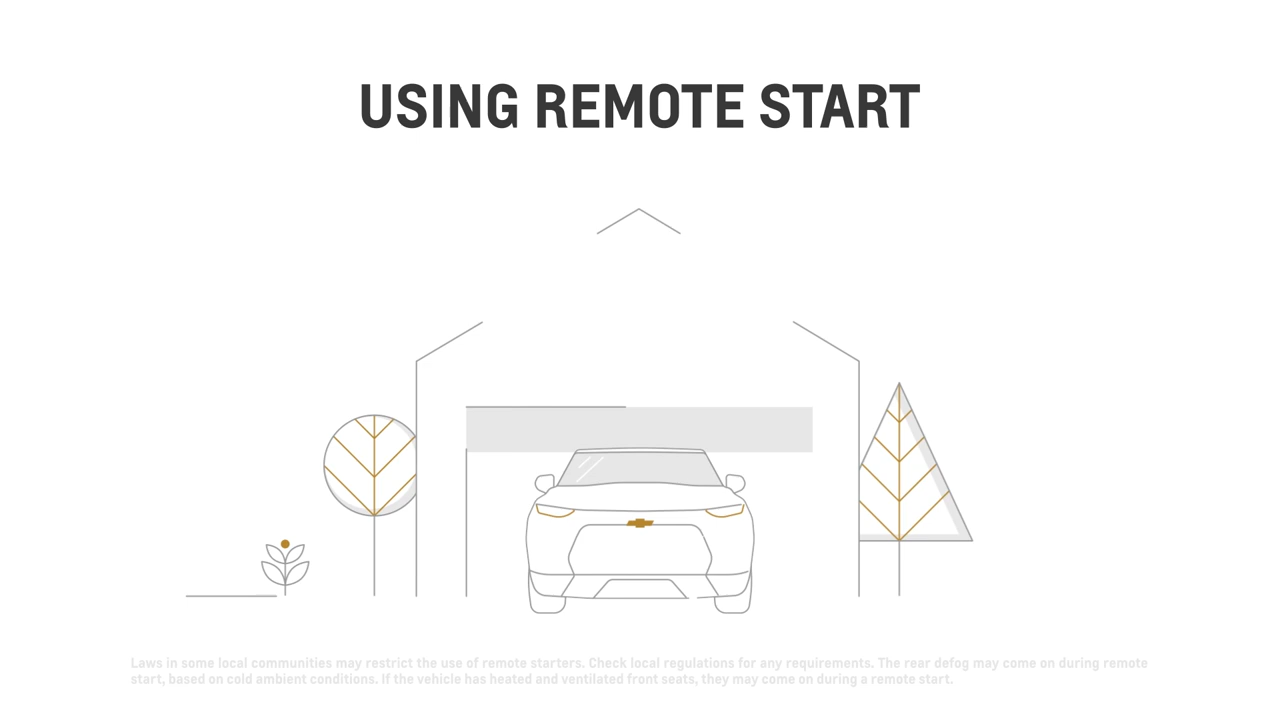 USING REMOTE START
Laws in some local communities may restrict the use of remote starters. Check local regulations for any requirements. The rear defog may come on during remote
start, based on cold ambient conditions. If the vehicle has heated and ventilated front seats, they may come on during a remote start.